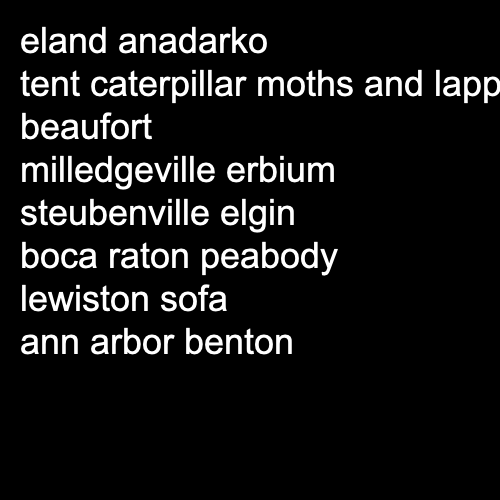 eland anadarko
tent caterpillar moths and lapp
beaufort
milledgeville erbium
steubenville elgin
boca raton peabody
lewiston sofa
ann arbor benton